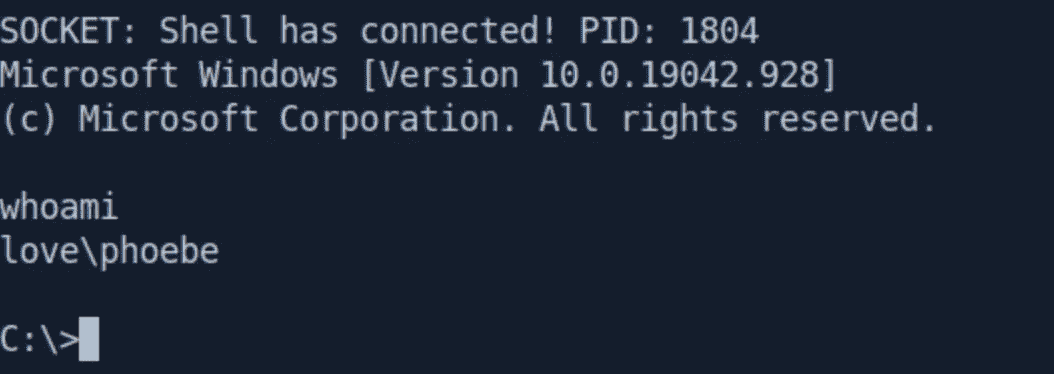 SOCKET: Shell has connected! PID: 1804
Microsoft Windows [Version 10.0.19042.928]
(c) Microsoft Corporation. All rights reserved.
whoami
love\phoebe
C:\>